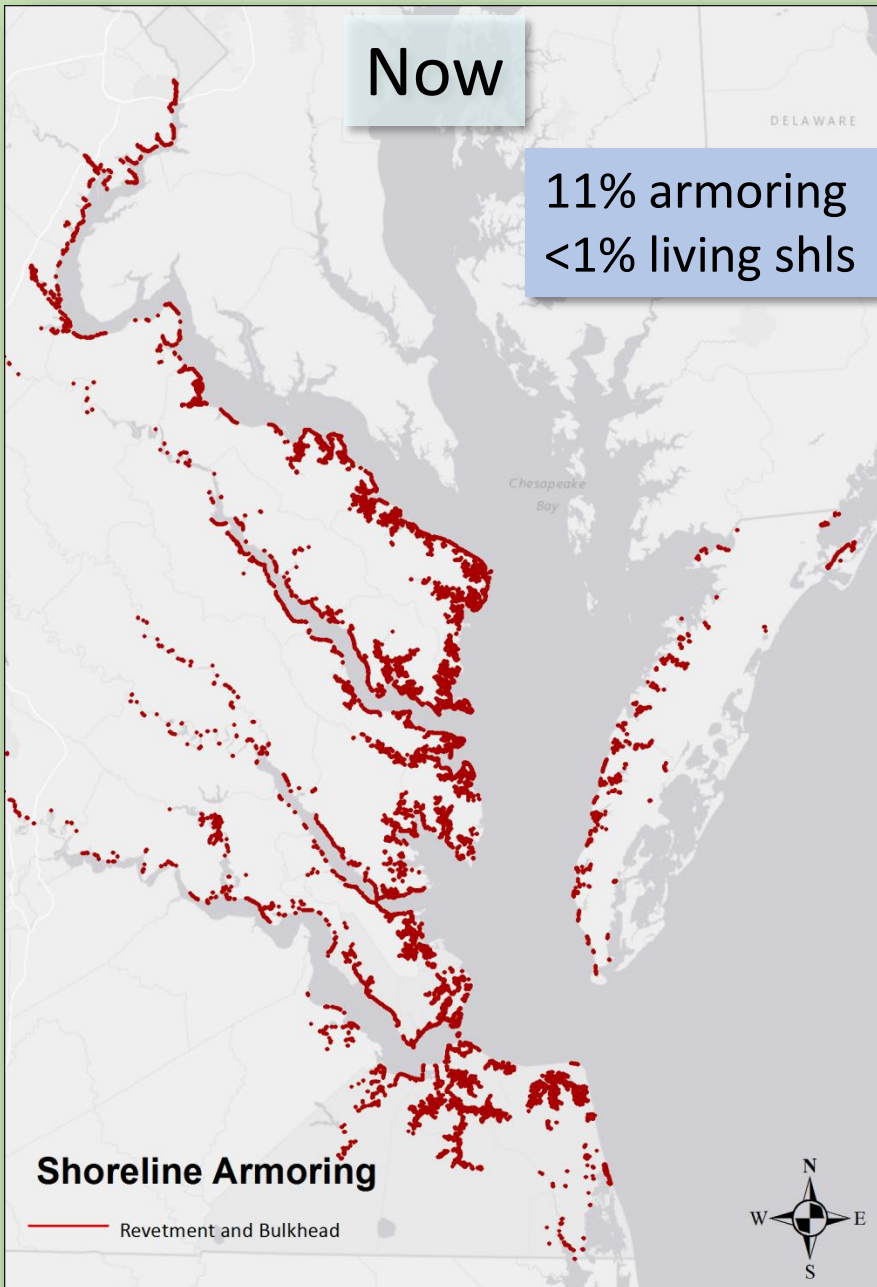 Now
DELAWARE
11% armoring
<1% living shls
Chesapeake
Bay
Shoreline Armoring
Revetment and Bulkhead
N
W E
S